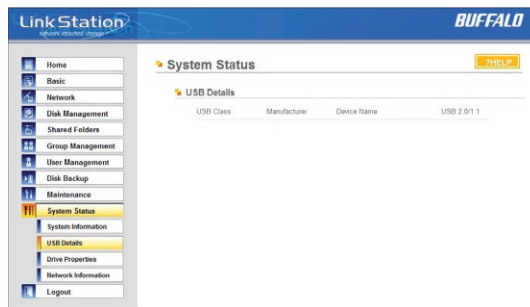 LinkStation
network attached storage
BUFFALO
Home
Basic
Network
Disk Management
Shared Folders
Group Management
User Management
Disk Backup
Maintenance
System Status
System Information
USB Details
Drive Properties
Network Information
Logout
System Status
?HELP
USB Details
USB Class Manufacturer Device Name USB 2.0/1.1